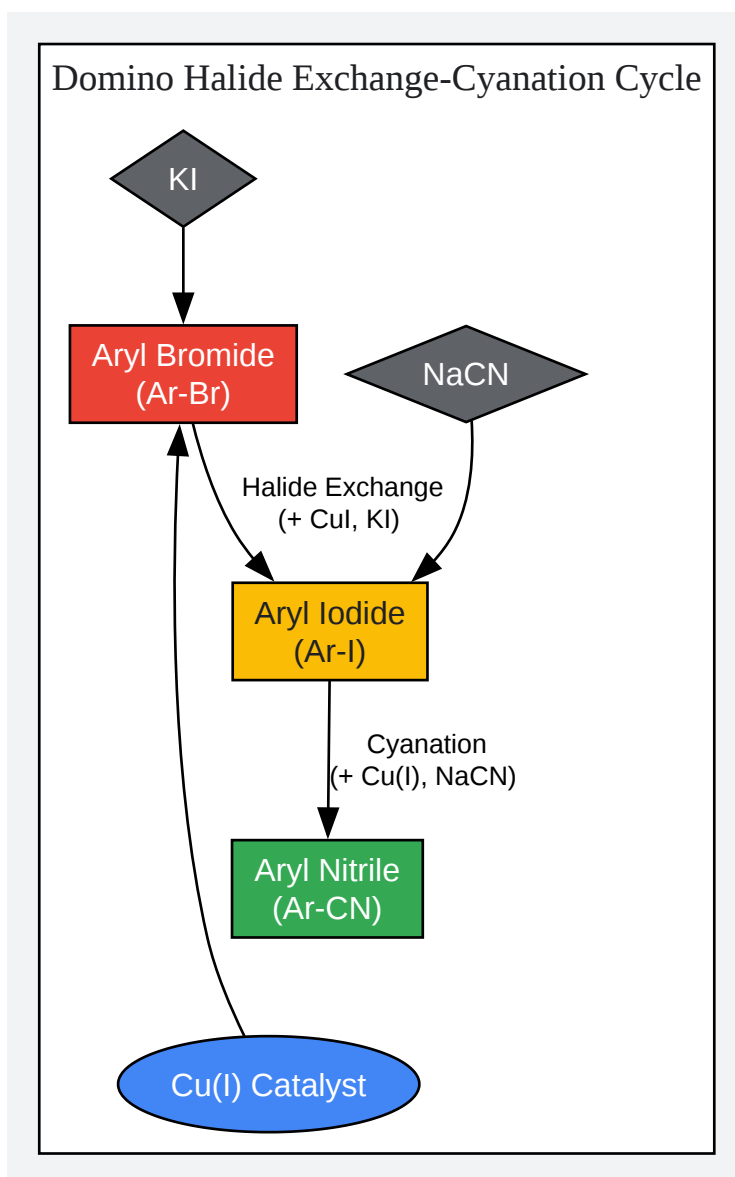 Domino Halide Exchange-Cyanation Cycle
KI
Aryl Bromide
(Ar-Br)
NaCN
Halide Exchange
(+ CuI, KI)
Aryl Iodide
(Ar-I)
Cyanation
(+ Cu(I), NaCN)
Aryl Nitrile
(Ar-CN)
Cu(I) Catalyst